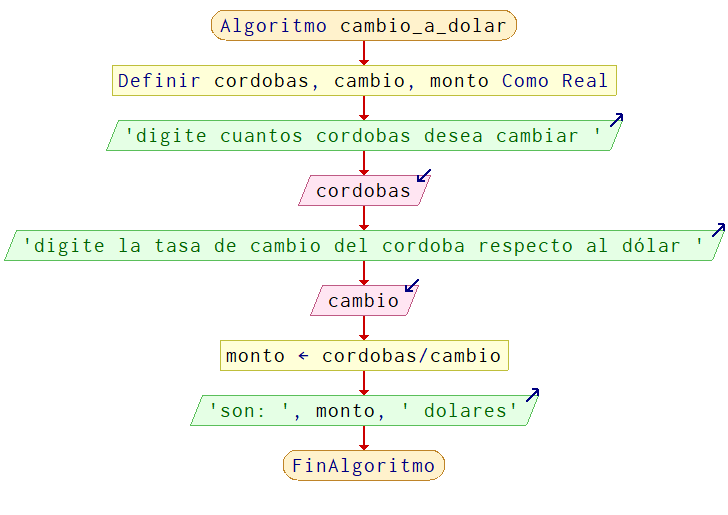 Algoritmo cambio_a_dolar
Definir cordobas, cambio, monto Como Real
'digite cuantos cordobas desea cambiar '
cordobas
'digite la tasa de cambio del cordoba respecto al dólar '
cambio
monto ← cordobas/cambio
'son: ', monto, ' dolares'
FinAlgoritmo